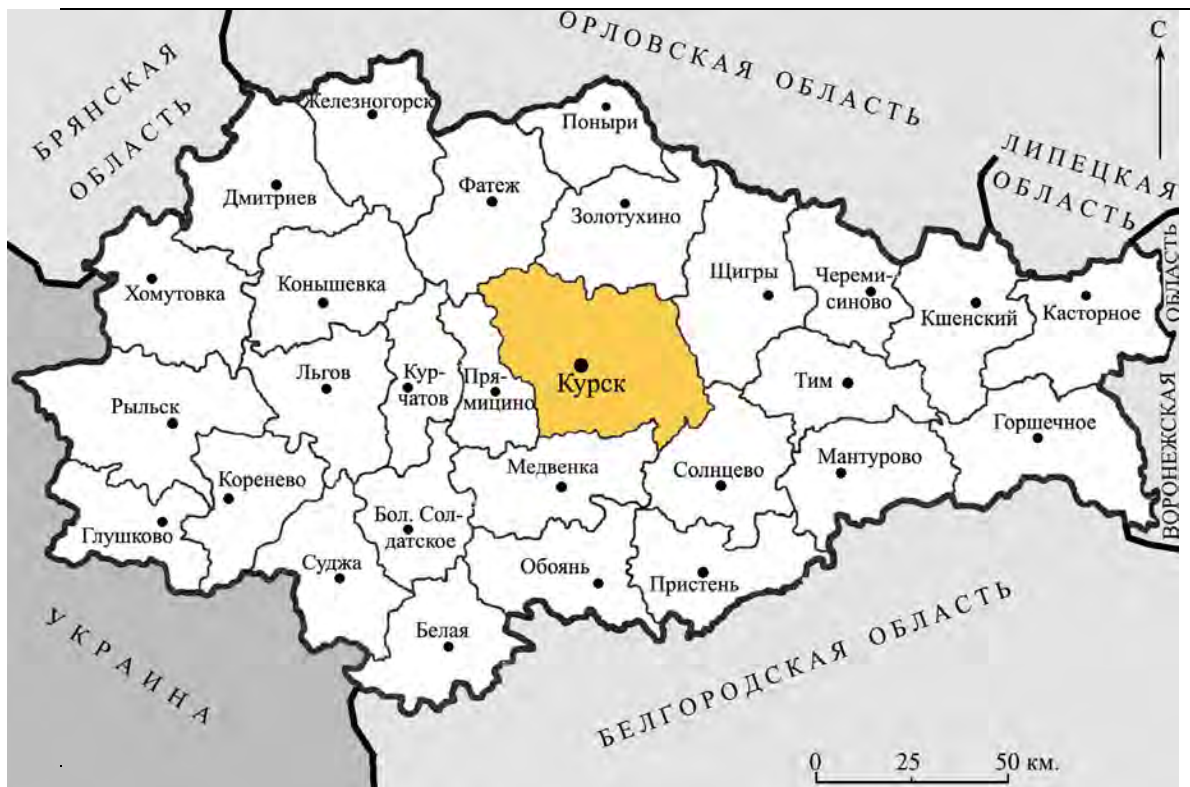 БРЯНСКАЯ
ОБЛАСТЬ
ОРЛОВСКАЯ ОБЛАСТЬ
С
ЛИПЕЦКАЯ
ОБЛАСТЬ
Железногорск
Поныри
Дмитриев
Фатеж
Золотухино
Хомутовка
Конышевка
Щигры
Череми-
синово
Кшенский
Касторное
ВОРОНЕЖСКАЯ ОБЛАСТЬ
Рыльск
Льгов
Кур-
чатов
Пря-
мицино
Курск
Тим
Горшечное
Коренево
Медвенка
Солнцево
Мантурово
Глушково
Бол. Сол-
датское
Суджа
Обоянь
Пристень
Белая
УКРАИНА
БЕЛГОРОДСКАЯ ОБЛАСТЬ
0 25 50 км.